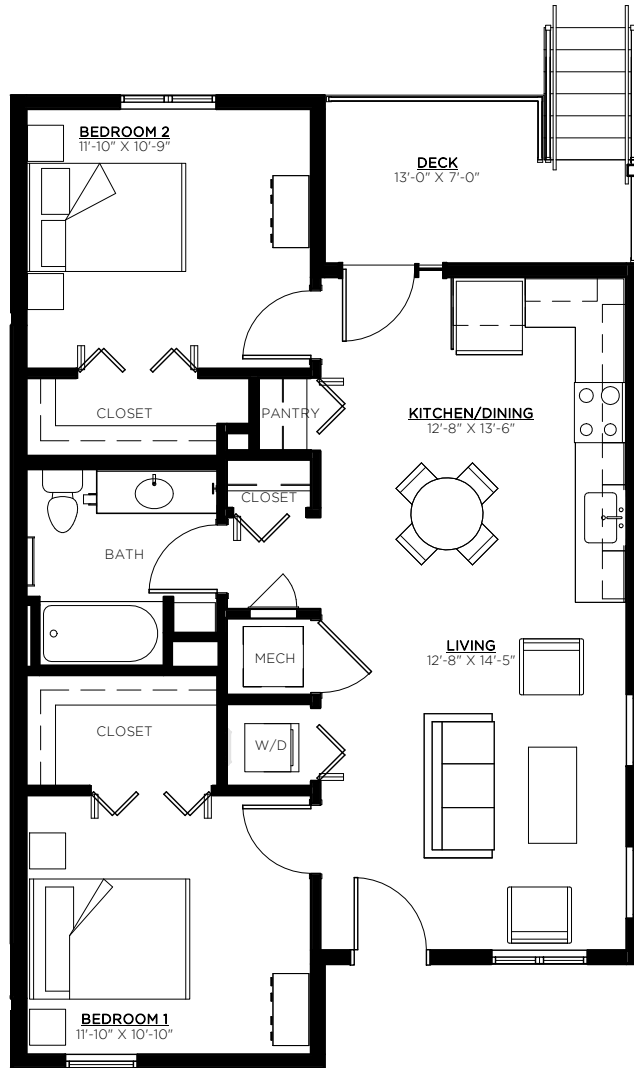 BEDROOM 2
11'-10" X 10'-9"
DECK
13'-0" X 7'-0"
CLOSET
PANTRY
KITCHEN/DINING
12'-8" X 13'-6"
CLOSET
BATH
MECH
LIVING
12'-8" X 14'-5"
CLOSET
W/D
BEDROOM 1
11'-10" X 10'-10"